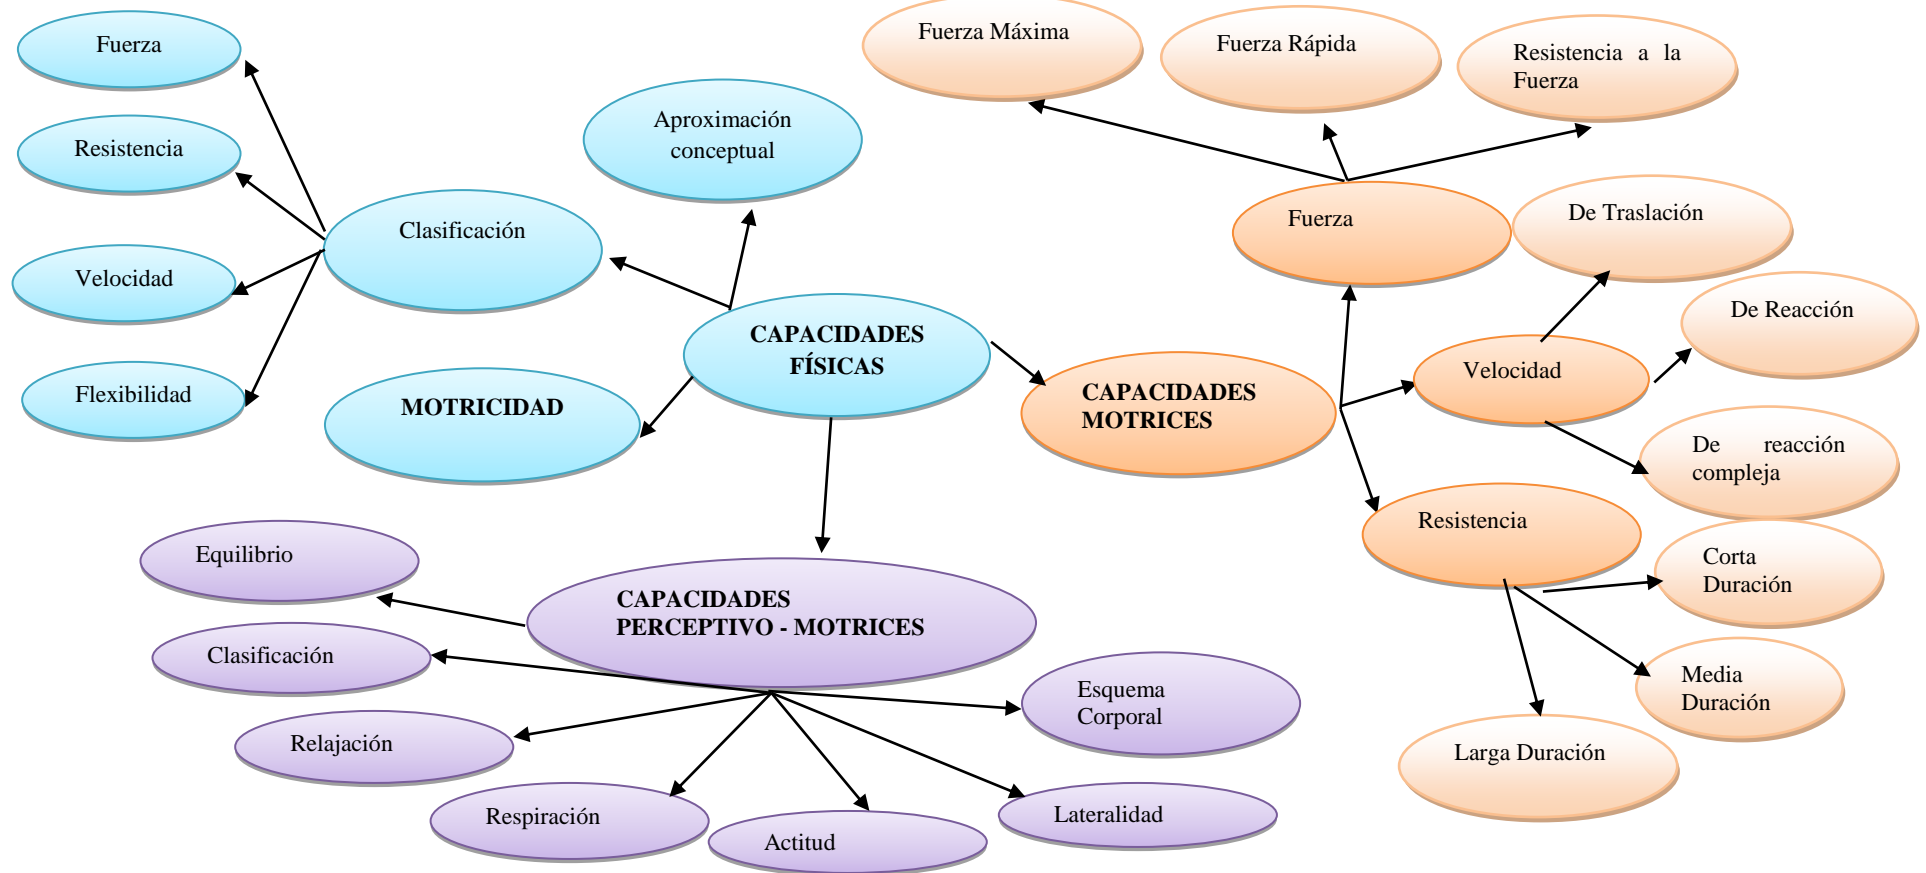 Fuerza
Resistencia
Velocidad
Flexibilidad
Clasificación
Aproximación
conceptual
CAPACIDADES
FÍSICAS
MOTRICIDAD
CAPACIDADES
MOTRICES
Fuerza
Fuerza Máxima
Fuerza Rápida
Resistencia a la
Fuerza
Velocidad
De Traslación
De Reacción
De reacción
compleja
Resistencia
Corta
Duración
Media
Duración
Larga Duración
CAPACIDADES
PERCEPTIVO - MOTRICES
Equilibrio
Clasificación
Relajación
Respiración
Actitud
Lateralidad
Esquema
Corporal